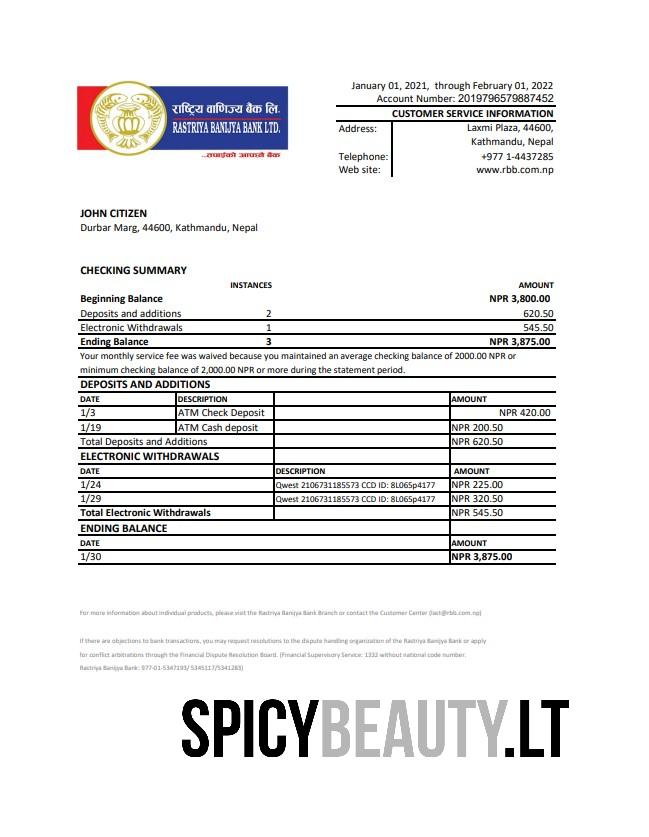 राष्ट्रिय वाणिज्य बैंक लि.
RASTRIYA BANIJYA BANK LTD.
...तपाईंको आफ्नै बैंक
January 01, 2021, through February 01, 2022
Account Number: 2019796579887452
CUSTOMER SERVICE INFORMATION
Address: Laxmi Plaza, 44600,
Kathmandu, Nepal
Telephone: +977 1-4437285
Web site: www.rbb.com.np
JOHN CITIZEN
Durbar Marg, 44600, Kathmandu, Nepal
CHECKING SUMMARY
INSTANCES AMOUNT
Beginning Balance NPR 3,800.00
Deposits and additions 2 620.50
Electronic Withdrawals 1 545.50
Ending Balance 3 NPR 3,875.00
Your monthly service fee was waived because you maintained an average checking balance of 2000.00 NPR or
minimum checking balance of 2,000.00 NPR or more during the statement period.
DEPOSITS AND ADDITIONS
DATE DESCRIPTION AMOUNT
1/3 ATM Check Deposit NPR 420.00
1/19 ATM Cash deposit NPR 200.50
Total Deposits and Additions NPR 620.50
ELECTRONIC WITHDRAWALS
DATE DESCRIPTION AMOUNT
1/24 Qwest 2106731185573 CCD ID: 8L065p4177 NPR 225.00
1/29 Qwest 2106731185573 CCD ID: 8L065p4177 NPR 320.50
Total Electronic Withdrawals NPR 545.50
ENDING BALANCE
DATE AMOUNT
1/30 NPR 3,875.00
For more information about individual products, please visit the Rastriya Banijya Bank Branch or contact the Customer Center (last@rbb.com.np)
If there are objections to bank transactions, you may request resolutions to the dispute handling organization of the Rastriya Banijya Bank or apply
for conflict arbitrations through the Financial Dispute Resolution Board. (Financial Supervisory Service: 1332 without national code number.
Rastriya Banijya Bank: 977-01-5347193/ 5345117/5341283)
SPICYBEAUTY.LT